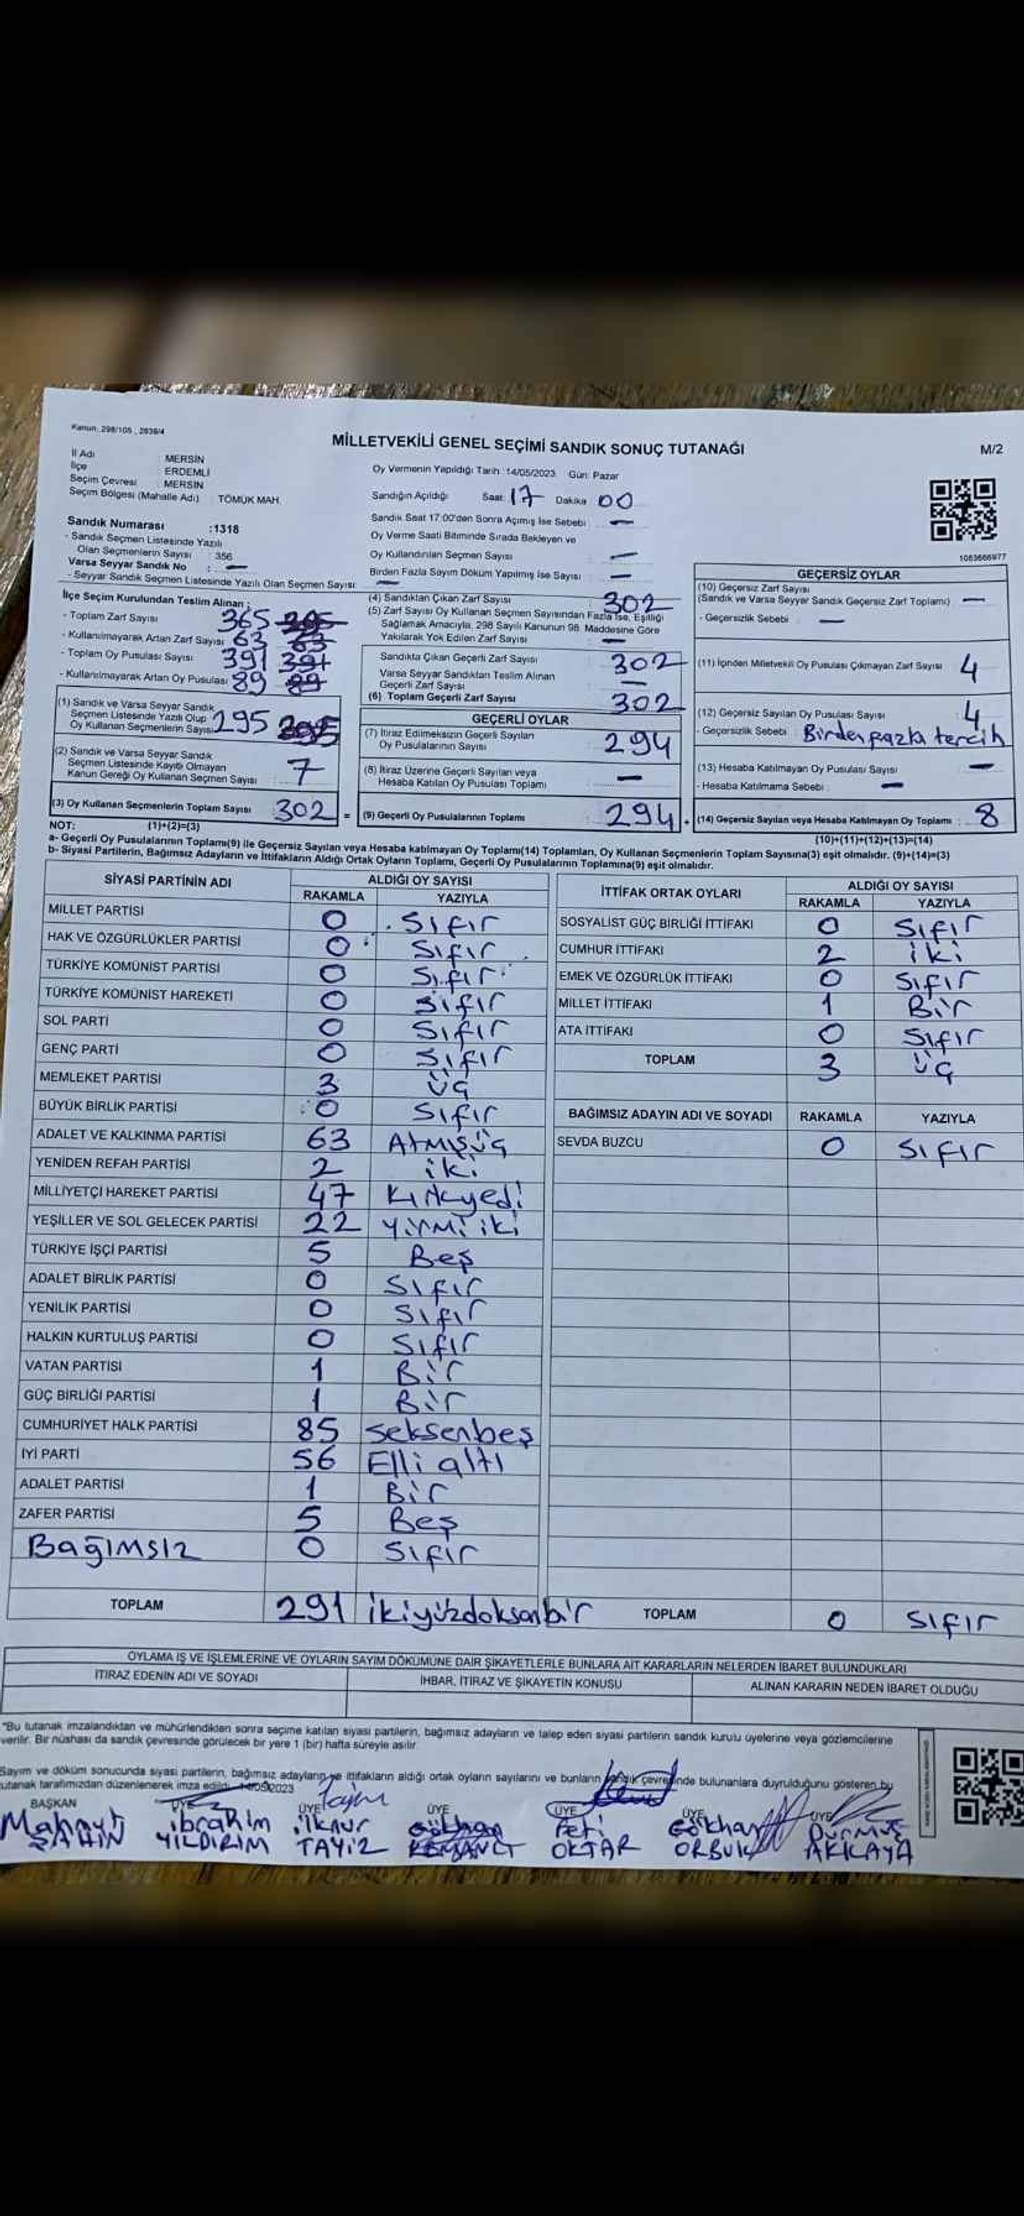 Kanun: 298/105 , 2839/4
MİLLETVEKİLİ GENEL SEÇİMİ SANDIK SONUÇ TUTANAĞI
M/2
İl Adı : MERSİN
İlçe : ERDEMLİ
Seçim Çevresi : MERSİN
Seçim Bölgesi (Mahalle Adı) : TÖMÜK MAH.
Sandık Numarası :1318
- Sandık Seçmen Listesinde Yazılı
Olan Seçmenlerin Sayısı : 356
Varsa Seyyar Sandık No : —
- Seyyar Sandık Seçmen Listesinde Yazılı Olan Seçmen Sayısı: —
Oy Vermenin Yapıldığı Tarih :14/05/2023 Gün: Pazar
Sandığın Açıldığı Saat 17 Dakika 00
Sandık Saat 17:00'den Sonra Açımış İse Sebebi : —
Oy Verme Saati Bitiminde Sırada Bekleyen ve
Oy Kullandırılan Seçmen Sayısı : —
Birden Fazla Sayım Döküm Yapılmış İse Sayısı : —
1083666977
İlçe Seçim Kurulundan Teslim Alınan :
- Toplam Zarf Sayısı : 365
- Kullanılmayarak Artan Zarf Sayısı : 63 63
- Toplam Oy Pusulası Sayısı : 391 391
- Kullanılmayarak Artan Oy Pusulası : 89 89
(1) Sandık ve Varsa Seyyar Sandık
Seçmen Listesinde Yazılı Olup
Oy Kullanan Seçmenlerin Sayısı : 295
(2) Sandık ve Varsa Seyyar Sandık
Seçmen Listesinde Kayıtlı Olmayan
Kanun Gereği Oy Kullanan Seçmen Sayısı : 7
(3) Oy Kullanan Seçmenlerin Toplam Sayısı 302 =
(4) Sandıktan Çıkan Zarf Sayısı : 302
(5) Zarf Sayısı Oy Kullanan Seçmen Sayısından Fazla İse, Eşitliği
Sağlamak Amacıyla, 298 Sayılı Kanunun 98. Maddesine Göre
Yakılarak Yok Edilen Zarf Sayısı : —
Sandıkta Çıkan Geçerli Zarf Sayısı : 302
Varsa Seyyar Sandıktan Teslim Alınan
Geçerli Zarf Sayısı : —
(6) Toplam Geçerli Zarf Sayısı : 302
GEÇERLİ OYLAR
(7) İtiraz Edilmeksizin Geçerli Sayılan
Oy Pusulalarının Sayısı : 294
(8) İtiraz Üzerine Geçerli Sayılan veya
Hesaba Katılan Oy Pusulası Toplamı : —
(9) Geçerli Oy Pusulalarının Toplamı : 294 +
GEÇERSİZ OYLAR
(10) Geçersiz Zarf Sayısı
(Sandık ve Varsa Seyyar Sandık Geçersiz Zarf Toplamı) : —
- Geçersizlik Sebebi : —
(11) İçinden Milletvekili Oy Pusulası Çıkmayan Zarf Sayısı : 4
(12) Geçersiz Sayılan Oy Pusulası Sayısı : 4
- Geçersizlik Sebebi : Birden fazla tercih
(13) Hesaba Katılmayan Oy Pusulası Sayısı : —
- Hesaba Katılmama Sebebi : —
(14) Geçersiz Sayılan veya Hesaba Katılmayan Oy Toplamı : 8
NOT: (1)+(2)=(3)
(10)+(11)+(12)+(13)=(14)
a- Geçerli Oy Pusulalarının Toplamı(9) ile Geçersiz Sayılan veya Hesaba katılmayan Oy Toplamı(14) Toplamları, Oy Kullanan Seçmenlerin Toplam Sayısına(3) eşit olmalıdır. (9)+(14)=(3)
b- Siyasi Partilerin, Bağımsız Adayların ve İttifakların Aldığı Ortak Oyların Toplamı, Geçerli Oy Pusulalarının Toplamına(9) eşit olmalıdır.
SİYASİ PARTİNİN ADI ALDIĞI OY SAYISI
RAKAMLA YAZIYLA
MİLLET PARTİSİ 0 Sıfır
HAK VE ÖZGÜRLÜKLER PARTİSİ 0 Sıfır
TÜRKİYE KOMÜNİST PARTİSİ 0 Sıfır
TÜRKİYE KOMÜNİST HAREKETİ 0 Sıfır
SOL PARTİ 0 Sıfır
GENÇ PARTİ 0 Sıfır
MEMLEKET PARTİSİ 3 Üç
BÜYÜK BİRLİK PARTİSİ 0 Sıfır
ADALET VE KALKINMA PARTİSİ 63 Atmışüç
YENİDEN REFAH PARTİSİ 2 iki
MİLLİYETÇİ HAREKET PARTİSİ 47 Kırkyedi
YEŞİLLER VE SOL GELECEK PARTİSİ 22 Yirmi iki
TÜRKİYE İŞÇİ PARTİSİ 5 Beş
ADALET BİRLİK PARTİSİ 0 Sıfır
YENİLİK PARTİSİ 0 Sıfır
HALKIN KURTULUŞ PARTİSİ 0 Sıfır
VATAN PARTİSİ 1 Bir
GÜÇ BİRLİĞİ PARTİSİ 1 Bir
CUMHURİYET HALK PARTİSİ 85 Seksenbeş
İYİ PARTİ 56 Elli altı
ADALET PARTİSİ 1 Bir
ZAFER PARTİSİ 5 Beş
Bağımsız 0 Sıfır
TOPLAM 291 ikiyüzdoksanbir
İTTİFAK ORTAK OYLARI ALDIĞI OY SAYISI
RAKAMLA YAZIYLA
SOSYALİST GÜÇ BİRLİĞİ İTTİFAKI 0 Sıfır
CUMHUR İTTİFAKI 2 iki
EMEK VE ÖZGÜRLÜK İTTİFAKI 0 Sıfır
MİLLET İTTİFAKI 1 Bir
ATA İTTİFAKI 0 Sıfır
TOPLAM 3 Üç
BAĞIMSIZ ADAYIN ADI VE SOYADI RAKAMLA YAZIYLA
SEVDA BUZCU 0 Sıfır
TOPLAM 0 Sıfır
OYLAMA İŞ VE İŞLEMLERİNE VE OYLARIN SAYIM DÖKÜMÜNE DAİR ŞİKAYETLERLE BUNLARA AİT KARARLARIN NELERDEN İBARET BULUNDUKLARI
İTİRAZ EDENİN ADI VE SOYADI İHBAR, İTİRAZ VE ŞİKAYETİN KONUSU ALINAN KARARIN NEDEN İBARET OLDUĞU
"Bu tutanak imzalandıktan ve mühürlendikten sonra seçime katılan siyasi partilerin, bağımsız adayların ve talep eden siyasi partilerin sandık kurulu üyelerine veya gözlemcilerine
verilir. Bir nüshası da sandık çevresinde görülecek bir yere 1 (bir) hafta süreyle asılır.
Sayım ve döküm sonucunda siyasi partilerin, bağımsız adayların ve ittifakların aldığı ortak oyların sayılarını ve bunların sandık çevresinde bulunanlara duyurulduğunu gösteren bu
tutanak tarafımızdan düzenlenerek imza edildi. 14/05/2023
BAŞKAN ÜYE ÜYE ÜYE ÜYE ÜYE ÜYE
Mahmut ŞAHİN
İbrahim YILDIRIM
İlknur TAYİZ
Gökhan
Feti OKTAR
Gökhan ORBUK
Durmuş AKKAYA